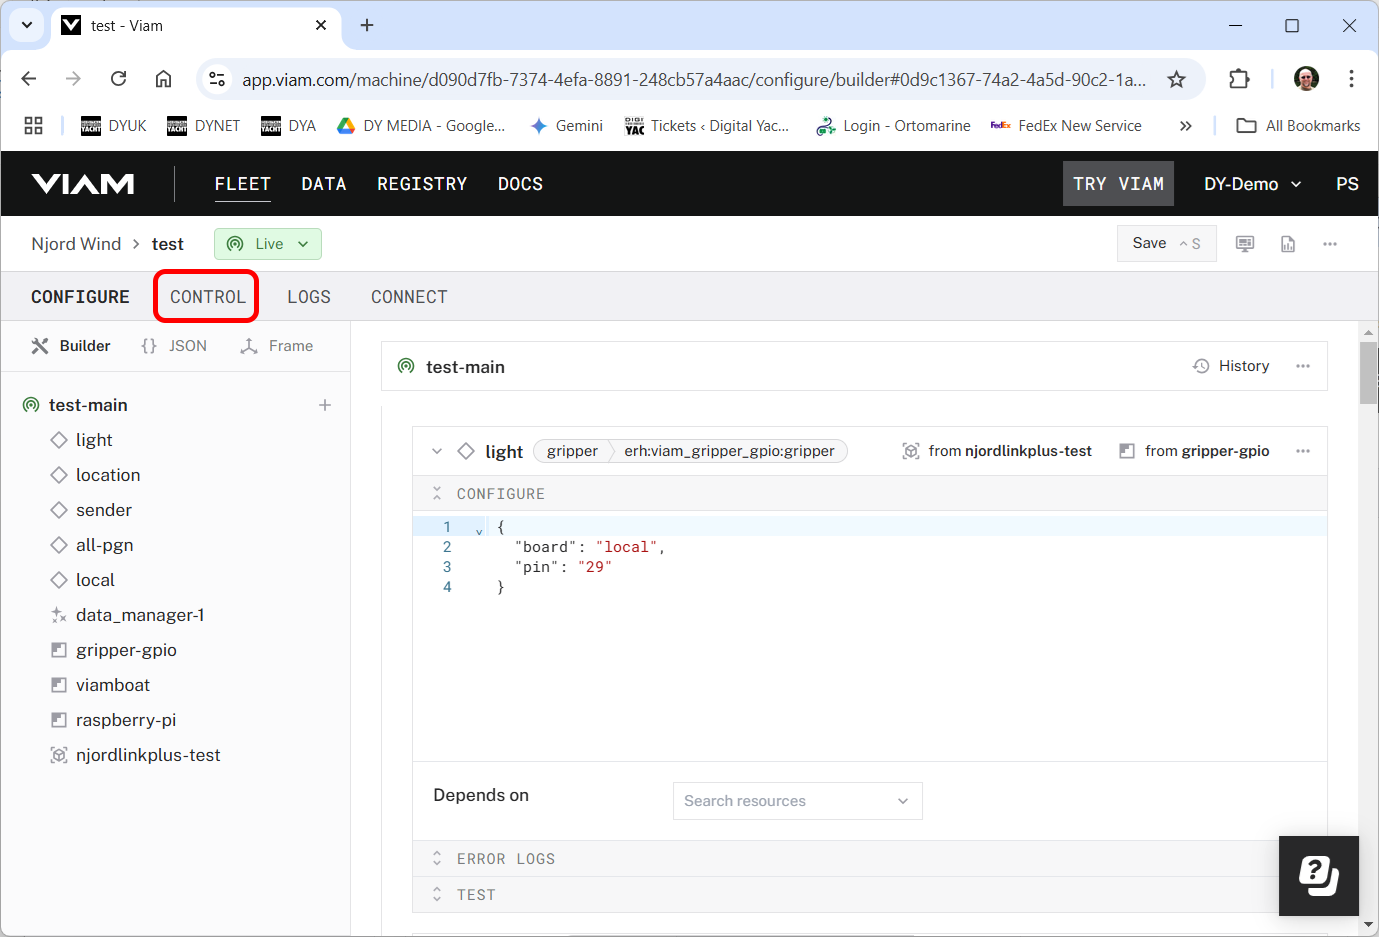 test - Viam
app.viam.com/machine/d090d7fb-7374-4efa-8891-248cb57a4aac/configure/builder#0d9c1367-74a2-4a5d-90c2-1a...
DYUK DYNET DYA DY MEDIA - Google... Gemini Tickets ‹ Digital Yac... Login - Ortomarine FedEx FedEx New Service » All Bookmarks
VIAM FLEET DATA REGISTRY DOCS TRY VIAM DY-Demo PS
Njord Wind > test Live Save ^ S
CONFIGURE CONTROL LOGS CONNECT
Builder {} JSON Frame
test-main
light
location
sender
all-pgn
local
data_manager-1
gripper-gpio
viamboat
raspberry-pi
njordlinkplus-test
test-main History
light gripper erh:viam_gripper_gpio:gripper from njordlinkplus-test from gripper-gpio
CONFIGURE
1 {
2 "board": "local",
3 "pin": "29"
4 }
Depends on Search resources
ERROR LOGS
TEST